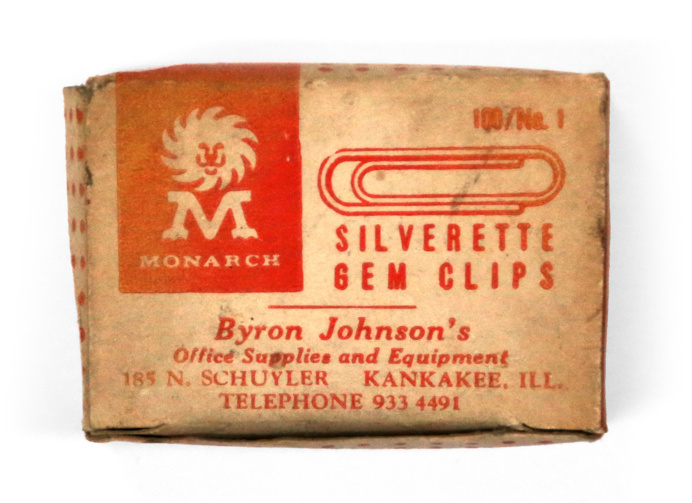 100/No. 1
M
MONARCH
SILVERETTE
GEM CLIPS
Byron Johnson's
Office Supplies and Equipment
185 N. SCHUYLER KANKAKEE, ILL.
TELEPHONE 933 4491